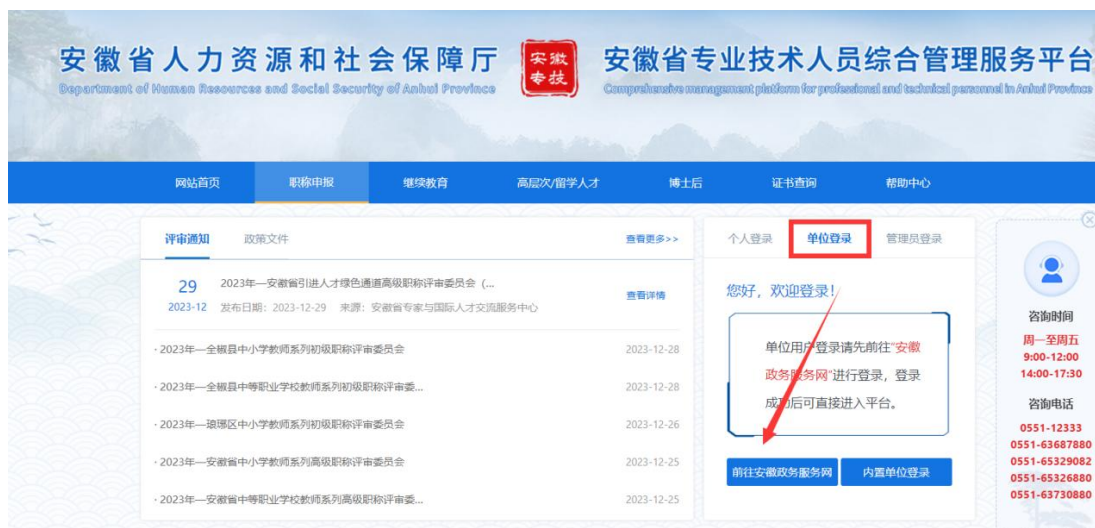 安徽省人力资源和社会保障厅
Department of Human Resources and Social Security of Anhui Province
安徽
专技
安徽省专业技术人员综合管理服务平台
Comprehensive management platform for professional and technical personnel in Anhui Province
网站首页 职称申报 继续教育 高层次/留学人才 博士后 证书查询 帮助中心
评审通知 政策文件 查看更多>>
29
2023-12
2023年—安徽省引进人才绿色通道高级职称评审委员会（...
发布日期：2023-12-29 来源：安徽省专家与国际人才交流服务中心
查看详情
· 2023年—全椒县中小学教师系列初级职称评审委员会 2023-12-28
· 2023年—全椒县中等职业学校教师系列初级职称评审委... 2023-12-28
· 2023年—琅琊区中小学教师系列初级职称评审委员会 2023-12-26
· 2023年—安徽省中小学教师系列高级职称评审委员会 2023-12-25
· 2023年—安徽省中等职业学校教师系列高级职称评审委... 2023-12-25
个人登录 单位登录 管理员登录
您好，欢迎登录！
单位用户登录请先前往"安徽
政务服务网"进行登录，登录
成功后可直接进入平台。
前往安徽政务服务网 内置单位登录
咨询时间
周一至周五
9:00-12:00
14:00-17:30
咨询电话
0551-12333
0551-63687880
0551-65329082
0551-65326880
0551-63730880